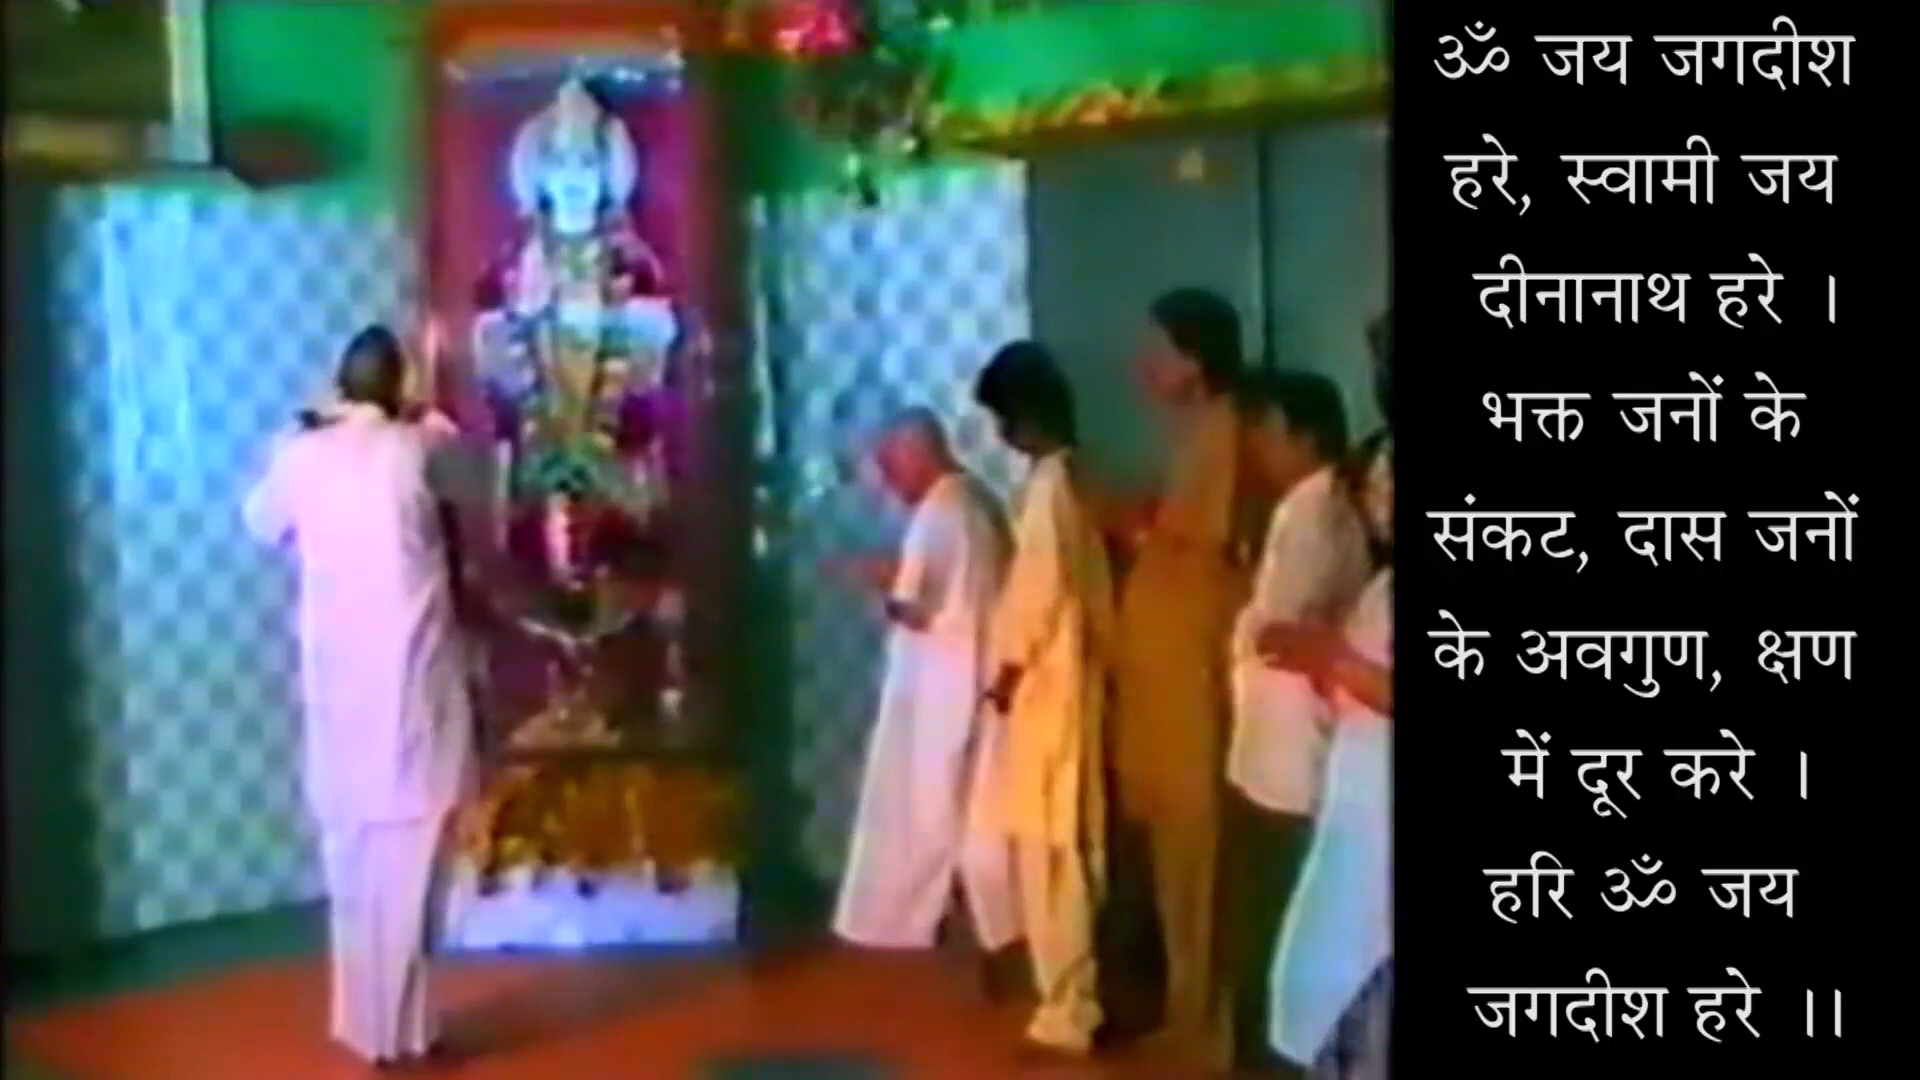 ॐ जय जगदीश
हरे, स्वामी जय
दीनानाथ हरे ।
भक्त जनों के
संकट, दास जनों
के अवगुण, क्षण
में दूर करे ।
हरि ॐ जय
जगदीश हरे ।।